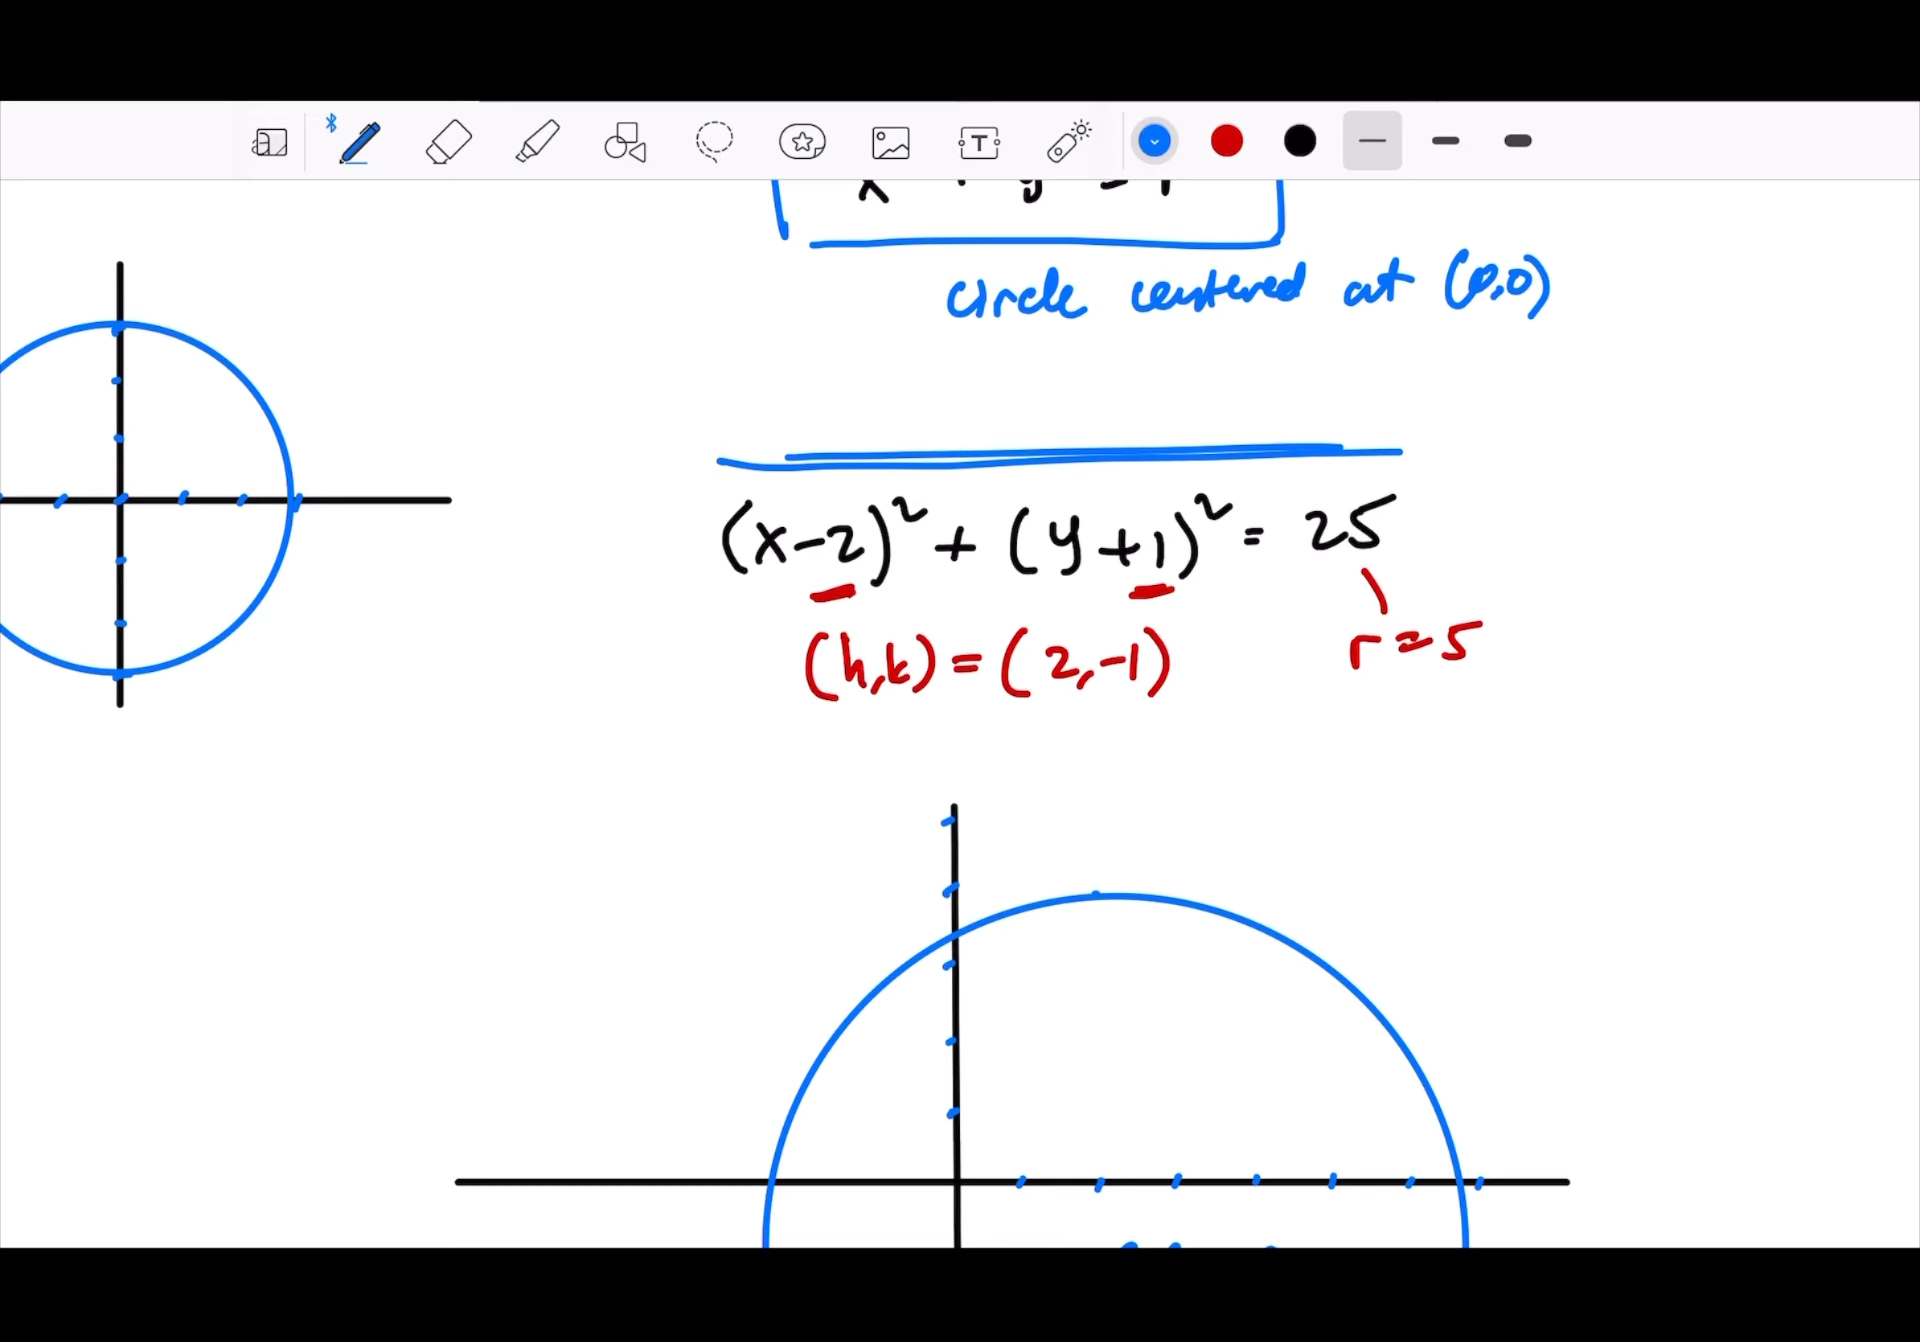 circle centered at (0,0)
(x-2)² + (y+1)² = 25
(h,k) = (2,-1)
r=5